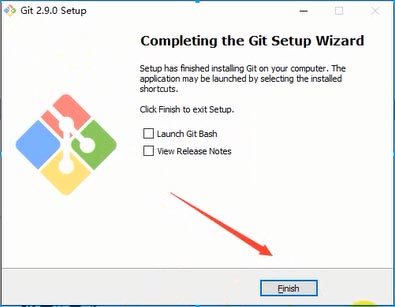 Git 2.9.0 Setup
Completing the Git Setup Wizard
Setup has finished installing Git on your computer. The
application may be launched by selecting the installed
shortcuts.
Click Finish to exit Setup.
Launch Git Bash
View Release Notes
Finish